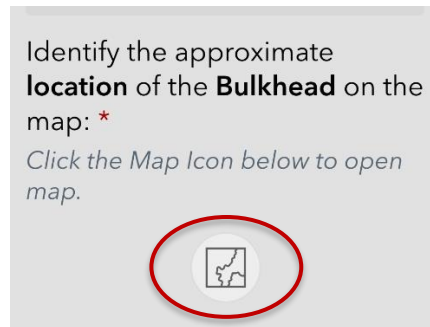 Identify the approximate
location of the Bulkhead on the
map: *
Click the Map Icon below to open
map.